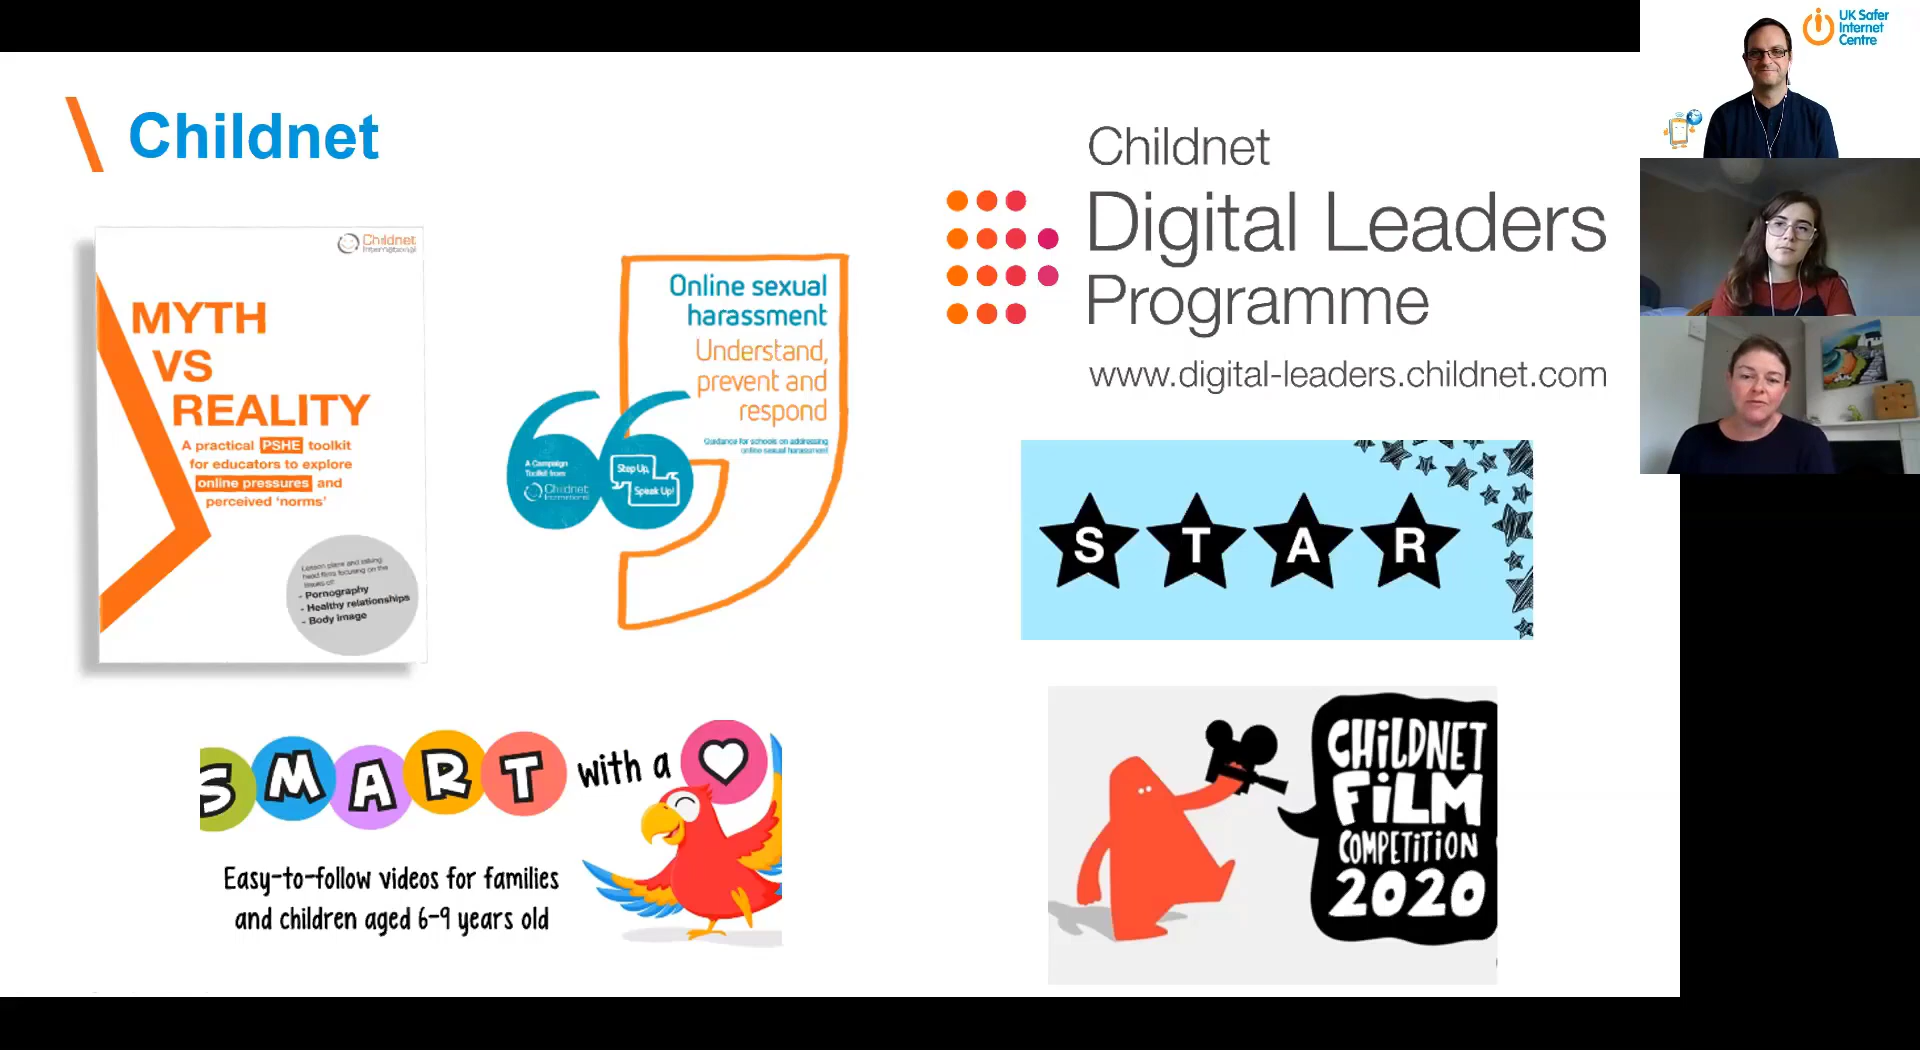 Childnet
Childnet
International
MYTH
VS
REALITY
A practical PSHE toolkit
for educators to explore
online pressures and
perceived ‘norms’
Lesson plans and talking
head films focusing on the
issues of:
- Pornography
- Healthy relationships
- Body image
Online sexual
harassment
Understand,
prevent and
respond
Guidance for schools on addressing
online sexual harassment
A Campaign
Toolkit from
Childnet
International
Step Up,
Speak Up!
Childnet
Digital Leaders
Programme
www.digital-leaders.childnet.com
STAR
SMART with a
Easy-to-follow videos for families
and children aged 6-9 years old
CHiLDNET
FiLM
COMPETiTiON
2020
UK Safer
Internet
Centre